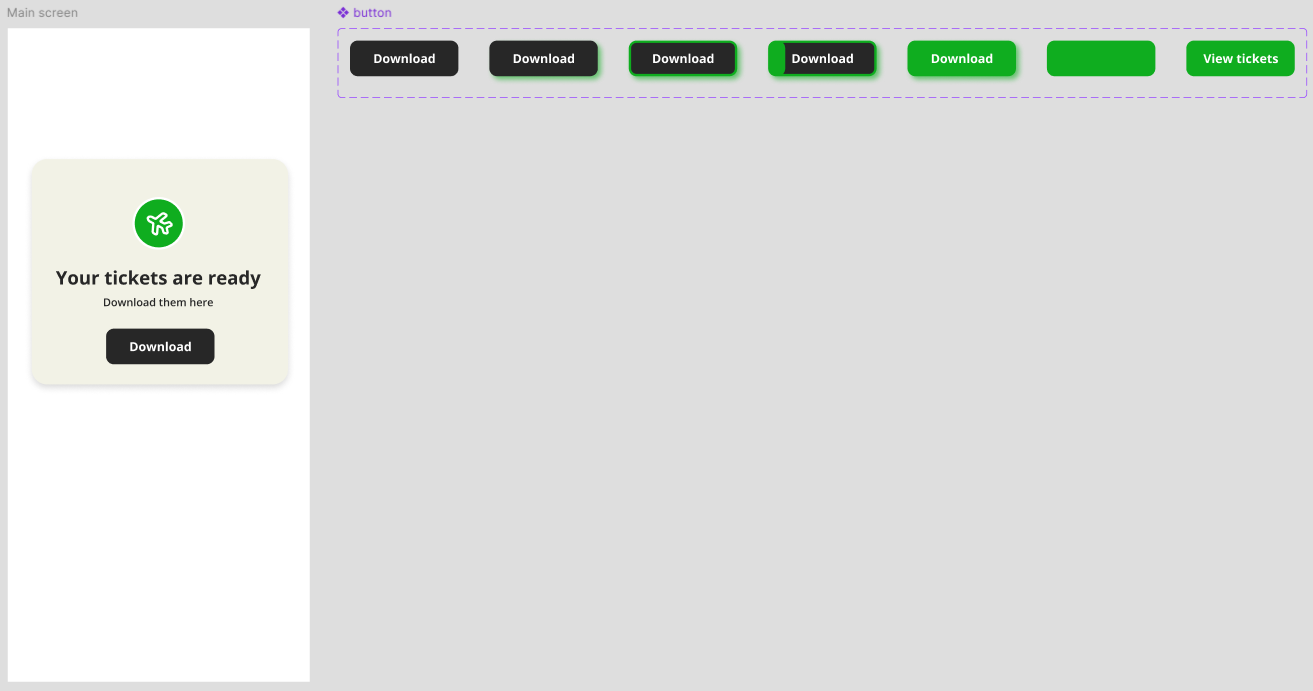 Main screen
button
Download
Download
Download
Download
Download
View tickets
Your tickets are ready
Download them here
Download